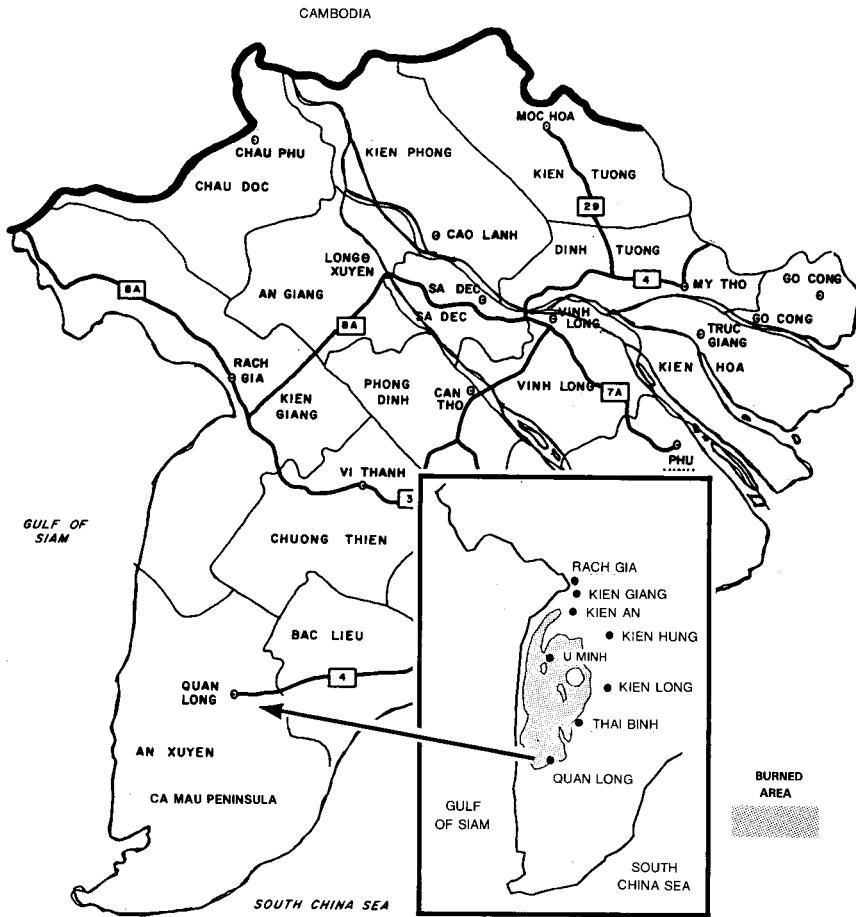 CAMBODIA
MOC HOA
CHAU PHU
KIEN PHONG
CHAU DOC
KIEN TUONG
29
CAO LANH
DINH TUONG
LONG
XUYEN
8A
4
MY THO
GO CONG
SA DEC
AN GIANG
SA DEC
VINH
LONG
GO CONG
8A
TRUC
GIANG
KIEN HOA
RACH
GIA
PHONG
DINH
CAN
THO
VINH LONG
7A
KIEN
GIANG
PHU
VI THANH
3
GULF OF
SIAM
CHUONG THIEN
BAC LIEU
QUAN
LONG
4
AN XUYEN
CA MAU PENINSULA
SOUTH CHINA SEA
RACH GIA
KIEN GIANG
KIEN AN
KIEN HUNG
U MINH
KIEN LONG
THAI BINH
QUAN LONG
GULF
OF SIAM
SOUTH
CHINA SEA
BURNED
AREA